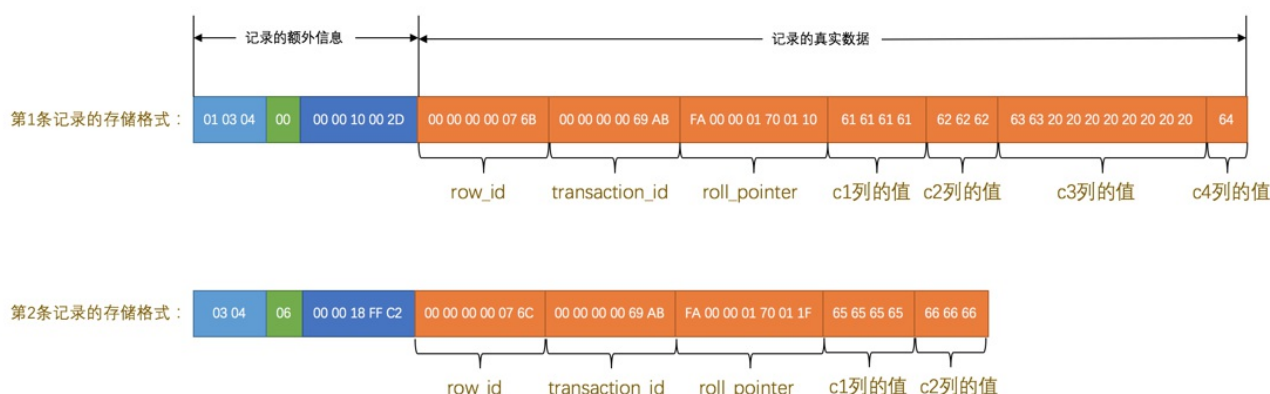 记录的额外信息 记录的真实数据
第1条记录的存储格式： 01 03 04 00 00 00 10 00 2D 00 00 00 00 07 6B 00 00 00 00 69 AB FA 00 00 01 70 01 10 61 61 61 61 62 62 62 63 63 20 20 20 20 20 20 20 20 64
row_id transaction_id roll_pointer c1列的值 c2列的值 c3列的值 c4列的值
第2条记录的存储格式： 03 04 06 00 00 18 FF C2 00 00 00 00 07 6C 00 00 00 00 69 AB FA 00 00 01 70 01 1F 65 65 65 65 66 66 66
row_id transaction_id roll_pointer c1列的值 c2列的值